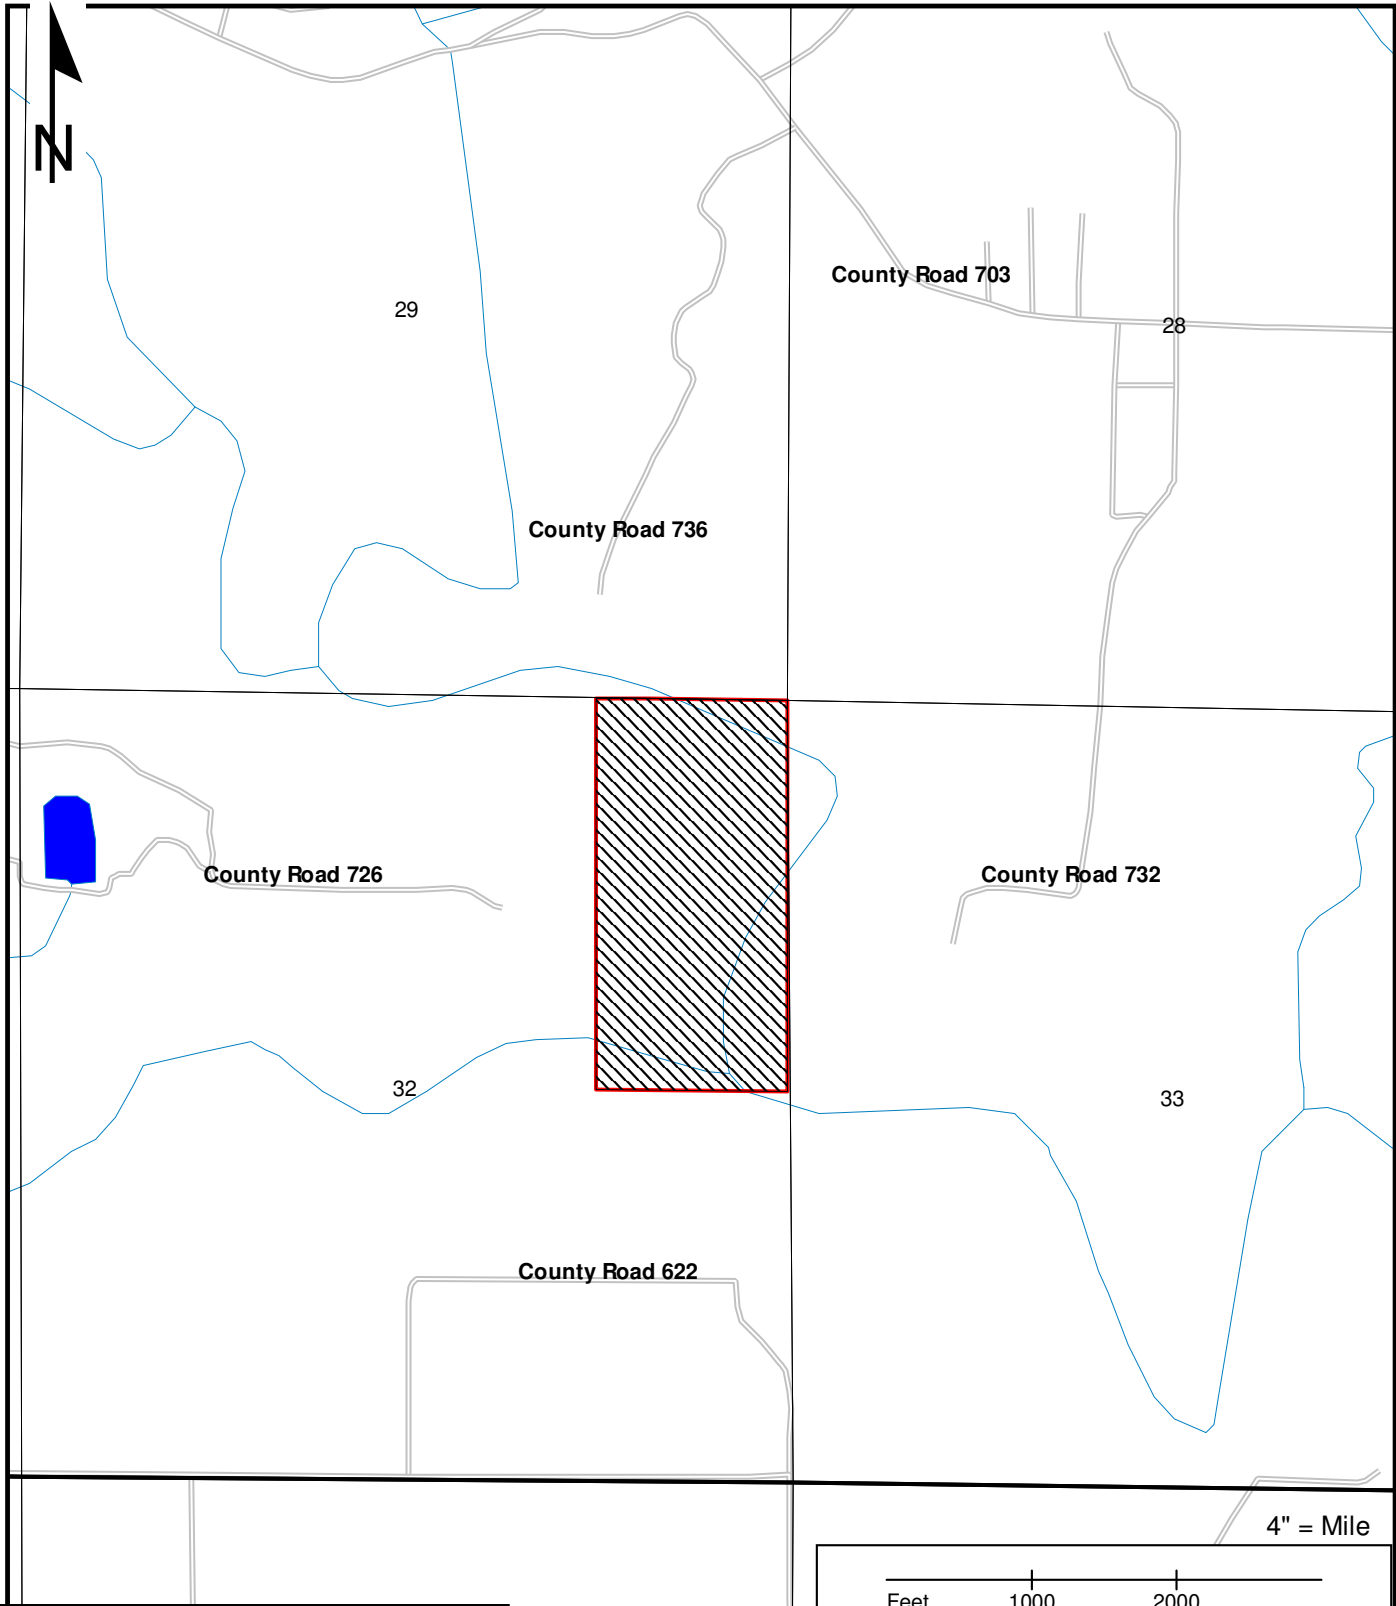 N
County Road 703
29
28
County Road 736
County Road 726
County Road 732
32
33
County Road 622
4" = Mile
Feet 1000 2000